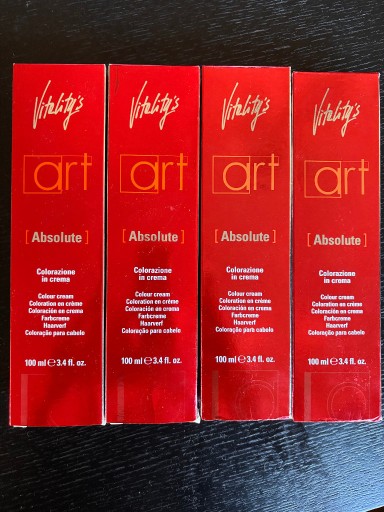 Vitality's
art
[ Absolute ]
Colorazione
in crema
Colour cream
Coloration en crème
Coloración en crema
Farbcreme
Haarverf
Coloração para cabelo
100 ml ℮ 3.4 fl. oz.
Vitality's
art
[ Absolute ]
Colorazione
in crema
Colour cream
Coloration en crème
Coloración en crema
Farbcreme
Haarverf
Coloração para cabelo
100 ml ℮ 3.4 fl. oz.
Vitality's
art
[ Absolute ]
Colorazione
in crema
Colour cream
Coloration en crème
Coloración en crema
Farbcreme
Haarverf
Coloração para cabelo
100 ml ℮ 3.4 fl. oz.
Vitality's
art
[ Absolute ]
Colorazione
in crema
Colour cream
Coloration en crème
Coloración en crema
Farbcreme
Haarverf
Coloração para cabelo
100 ml ℮ 3.4 fl. oz.